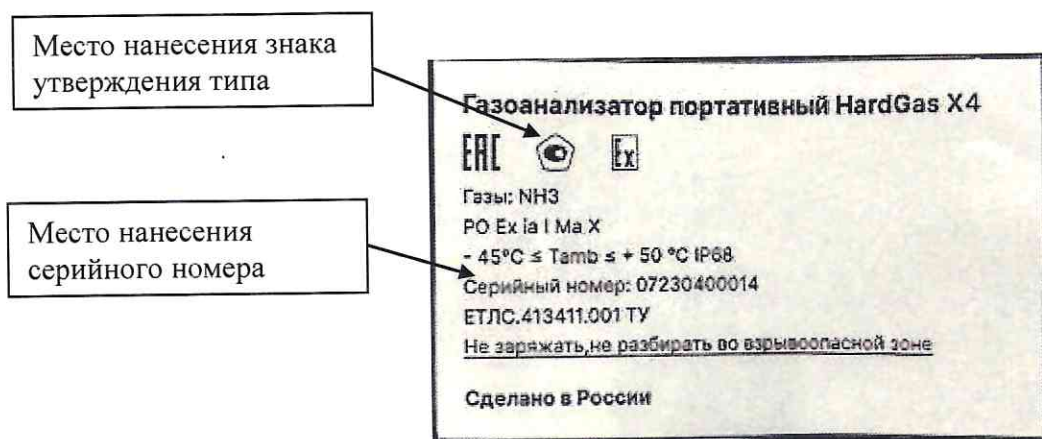 Место нанесения знака
утверждения типа
Газоанализатор портативный HardGas X4
EAC
Ex
Газы: NH3
PO Ex ia I Ma X
- 45°C ≤ Tamb ≤ + 50 °C IP68
Место нанесения
серийного номера
Серийный номер: 07230400014
ЕТЛС.413411.001 ТУ
Не заряжать,не разбирать во взрывоопасной зоне
Сделано в России